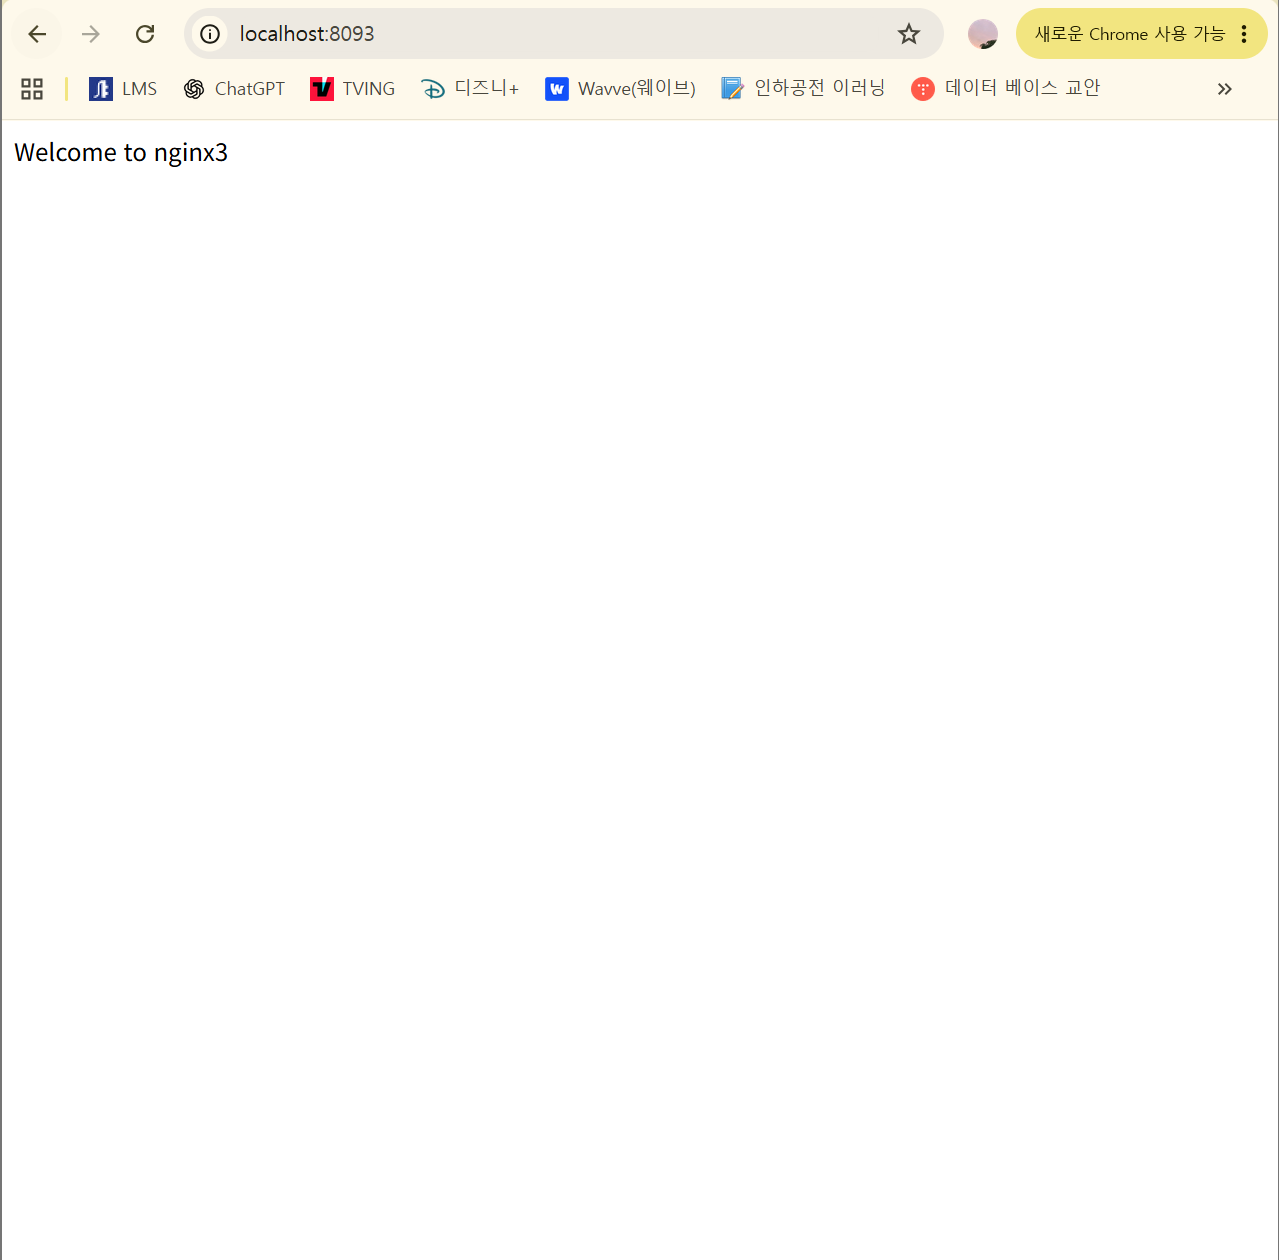 localhost:8093
새로운 Chrome 사용 가능
LMS ChatGPT TVING 디즈니+ Wavve(웨이브) 인하공전 이러닝 데이터 베이스 교안
Welcome to nginx3